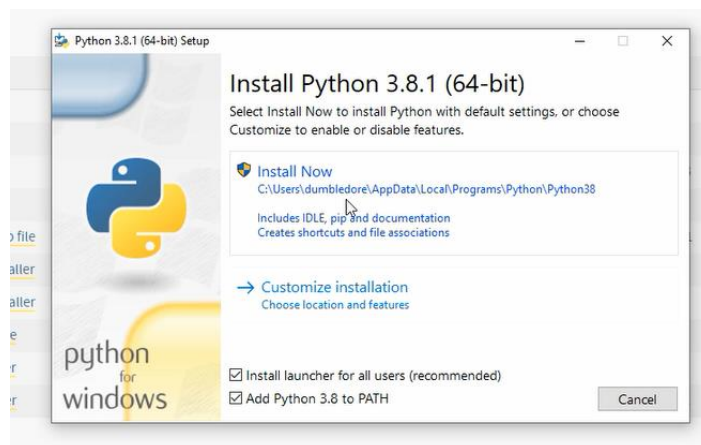 Python 3.8.1 (64-bit) Setup
Install Python 3.8.1 (64-bit)
Select Install Now to install Python with default settings, or choose
Customize to enable or disable features.
Install Now
C:\Users\dumbledore\AppData\Local\Programs\Python\Python38
Includes IDLE, pip and documentation
Creates shortcuts and file associations
Customize installation
Choose location and features
python
for
windows
Install launcher for all users (recommended)
Add Python 3.8 to PATH
Cancel
file